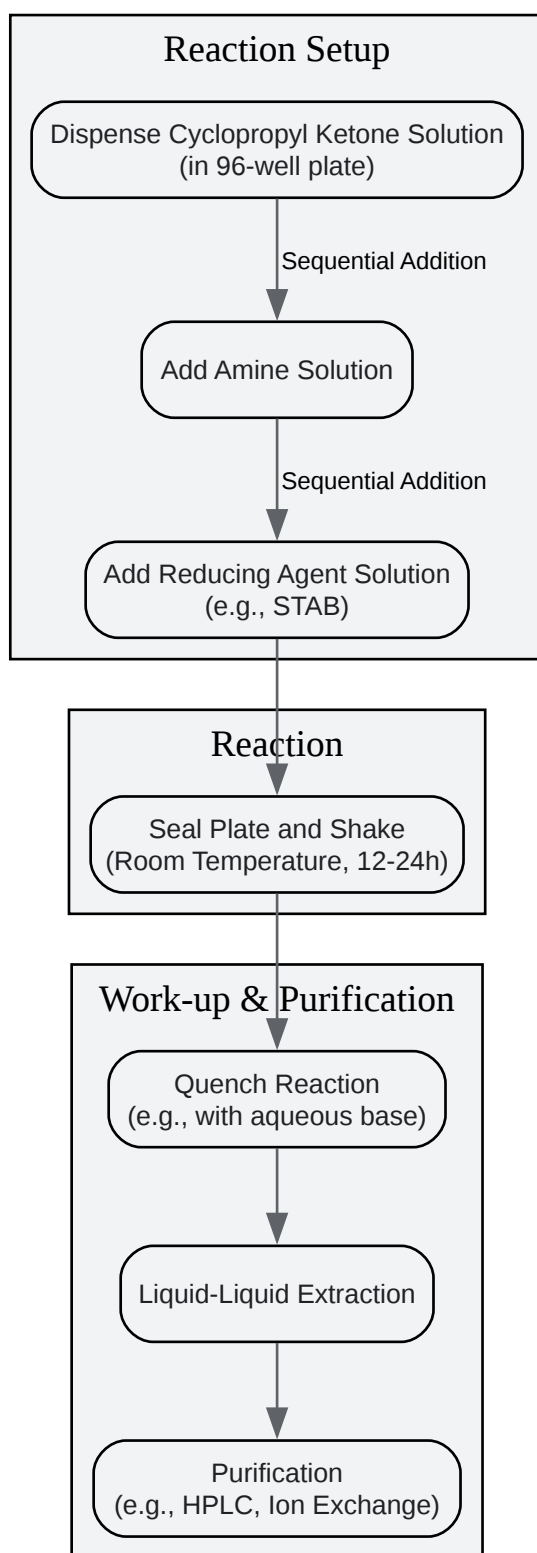 Reaction Setup
Dispense Cyclopropyl Ketone Solution
(in 96-well plate)
Sequential Addition
Add Amine Solution
Sequential Addition
Add Reducing Agent Solution
(e.g., STAB)
Reaction
Seal Plate and Shake
(Room Temperature, 12-24h)
Work-up & Purification
Quench Reaction
(e.g., with aqueous base)
Liquid-Liquid Extraction
Purification
(e.g., HPLC, Ion Exchange)